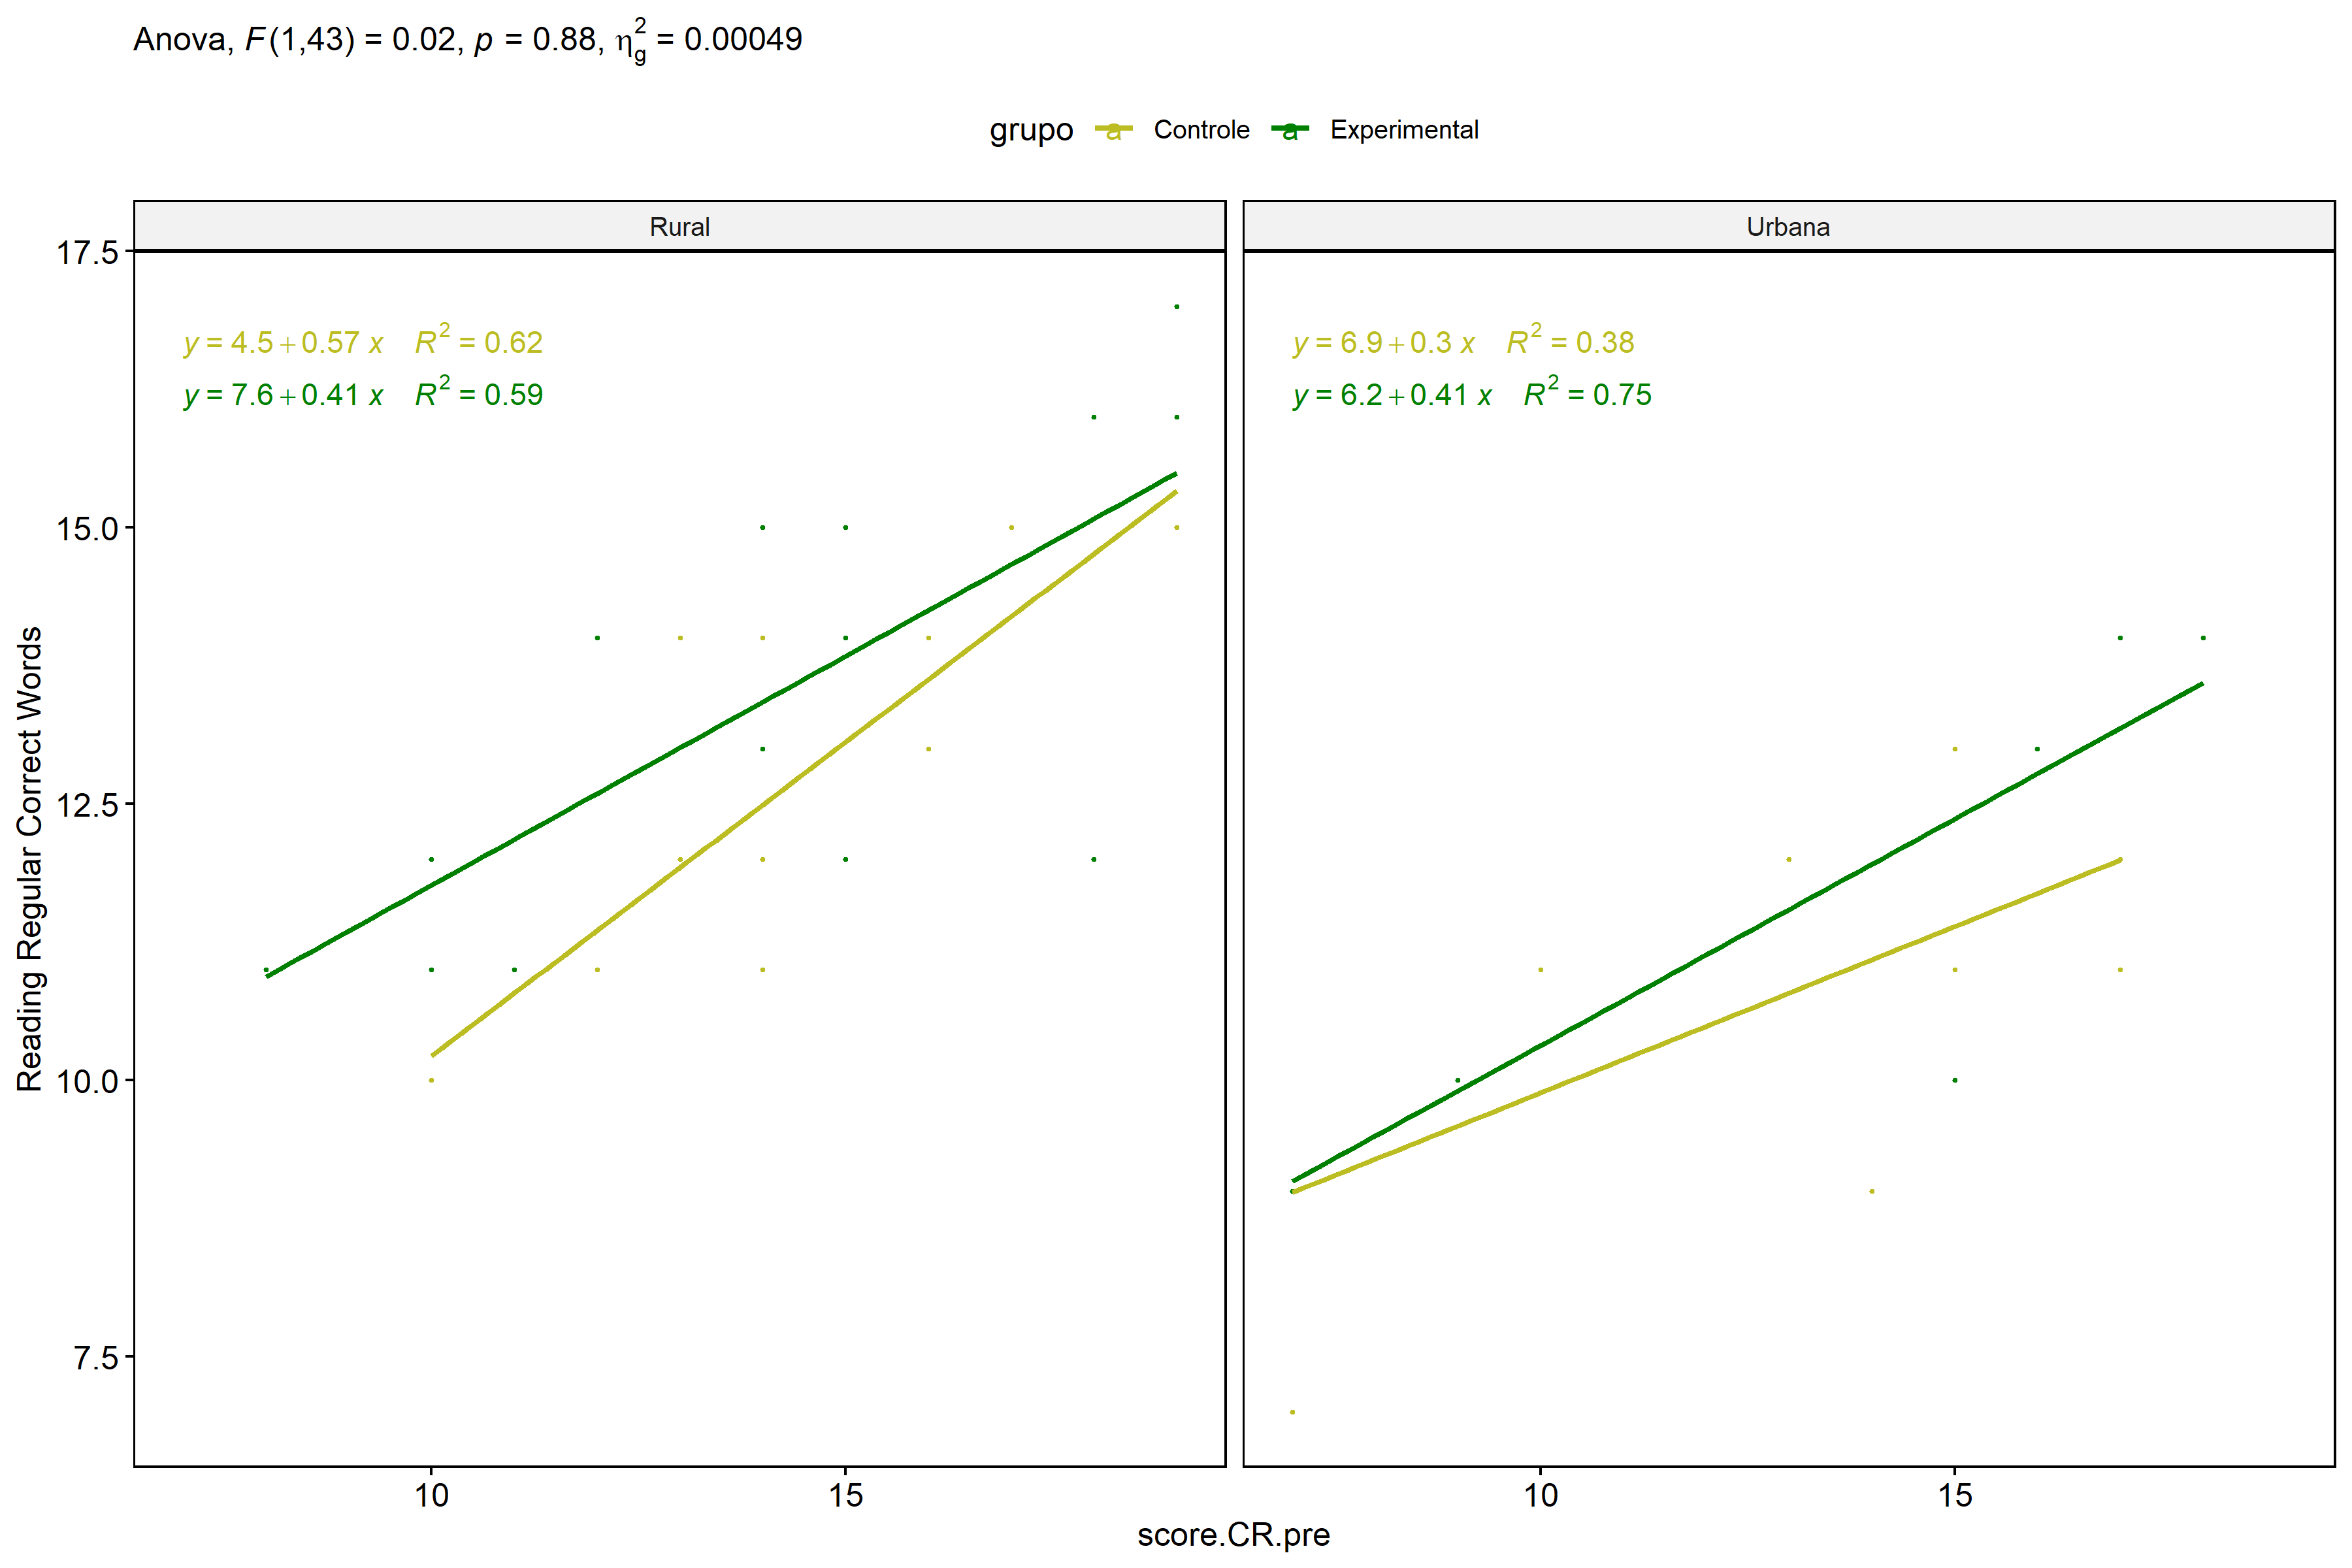 Anova, F(1,43) = 0.02, p = 0.88, η²g = 0.00049
grupo a Controle a Experimental
Rural
Urbana
17.5
15.0
12.5
10.0
7.5
Reading Regular Correct Words
y = 4.5 + 0.57 x R² = 0.62
y = 7.6 + 0.41 x R² = 0.59
y = 6.9 + 0.3 x R² = 0.38
y = 6.2 + 0.41 x R² = 0.75
10 15
10 15
score.CR.pre